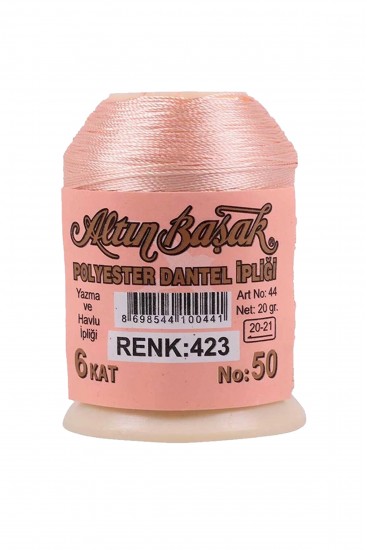 Altın Başak
POLYESTER DANTEL İPLİĞİ
Yazma
ve
Havlu
İpliği
8 698544 100441
Art No: 44
Net: 20 gr.
20-21
RENK:423
6 KAT
No: 50